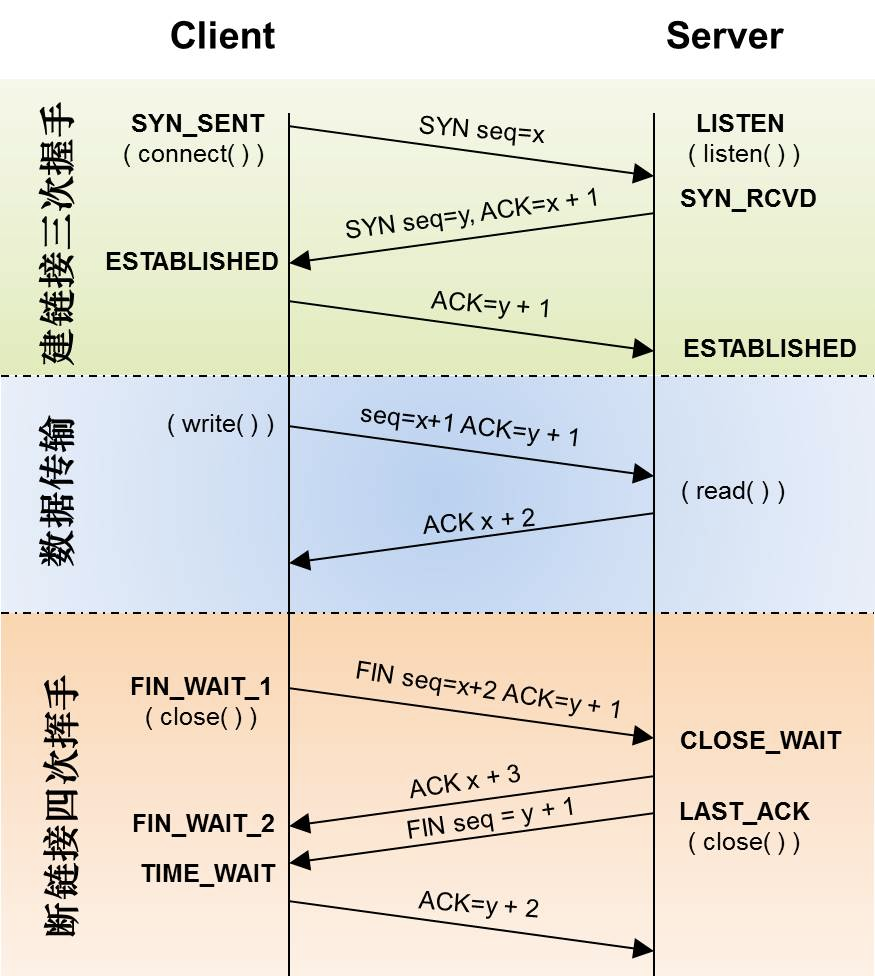 Client
Server
建链接三次握手
SYN_SENT
( connect( ) )
SYN seq=x
LISTEN
( listen( ) )
SYN_RCVD
SYN seq=y, ACK=x + 1
ESTABLISHED
ACK=y + 1
ESTABLISHED
数据传输
( write( ) )
seq=x+1 ACK=y + 1
( read( ) )
ACK x + 2
断链接四次挥手
FIN_WAIT_1
( close( ) )
FIN seq=x+2 ACK=y + 1
CLOSE_WAIT
ACK x + 3
FIN_WAIT_2
FIN seq = y + 1
LAST_ACK
( close( ) )
TIME_WAIT
ACK=y + 2